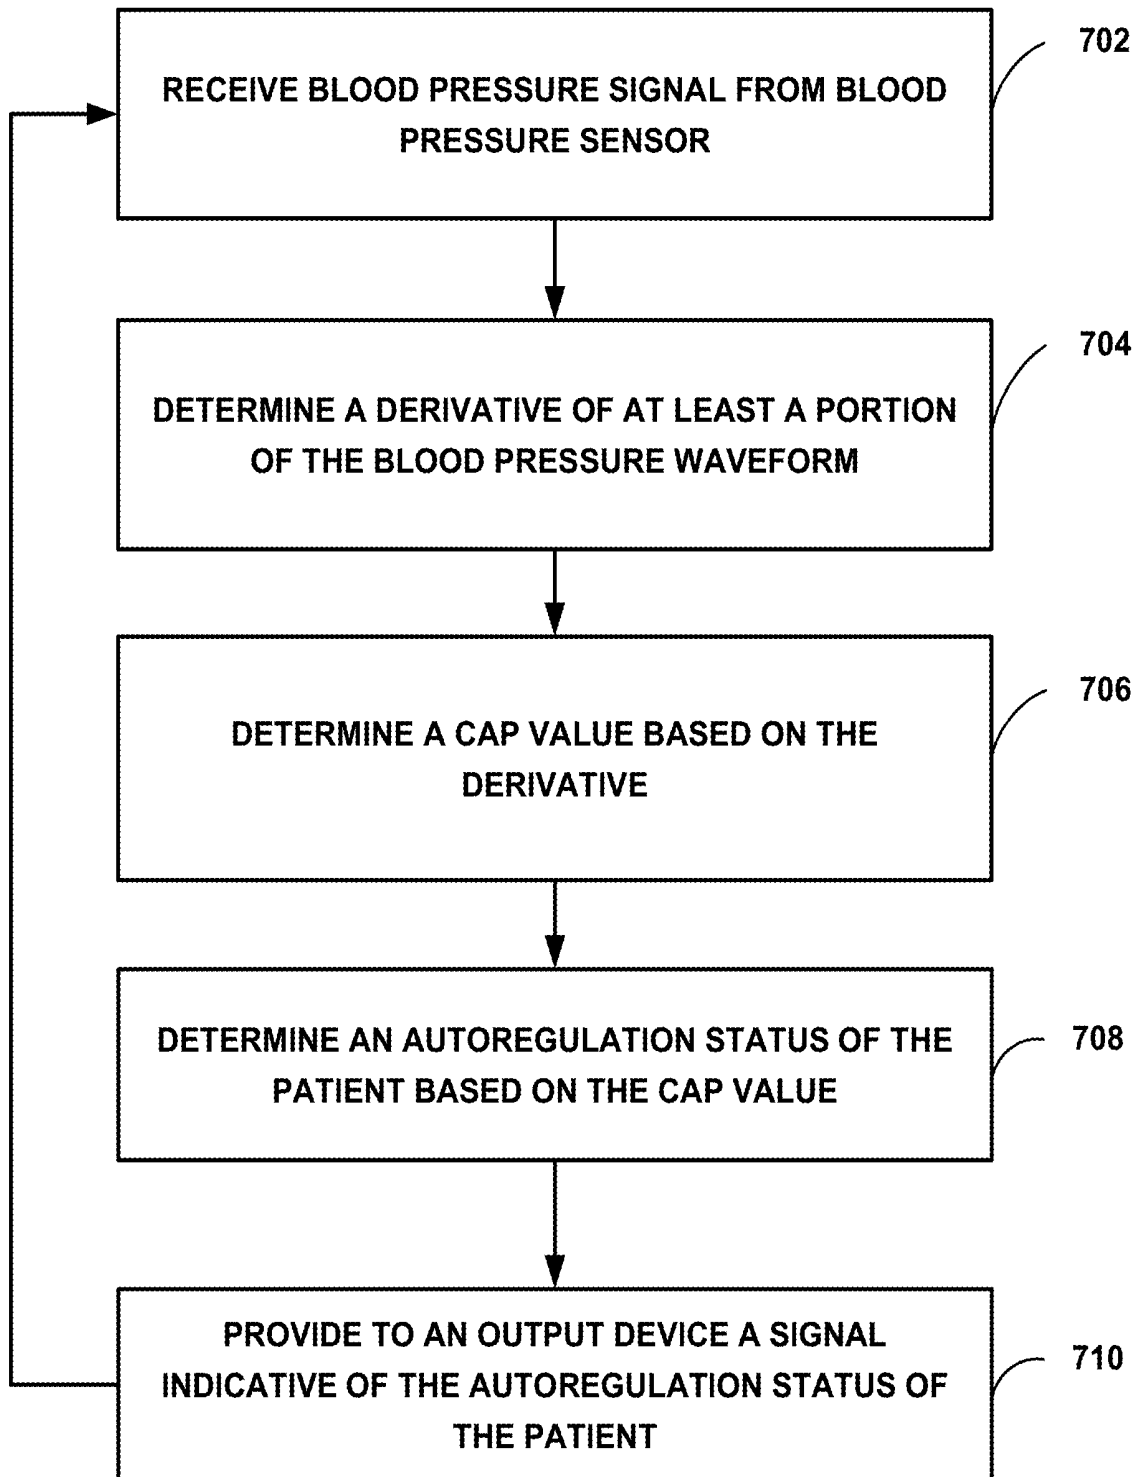 702
RECEIVE BLOOD PRESSURE SIGNAL FROM BLOOD
PRESSURE SENSOR
704
DETERMINE A DERIVATIVE OF AT LEAST A PORTION
OF THE BLOOD PRESSURE WAVEFORM
706
DETERMINE A CAP VALUE BASED ON THE
DERIVATIVE
708
DETERMINE AN AUTOREGULATION STATUS OF THE
PATIENT BASED ON THE CAP VALUE
710
PROVIDE TO AN OUTPUT DEVICE A SIGNAL
INDICATIVE OF THE AUTOREGULATION STATUS OF
THE PATIENT